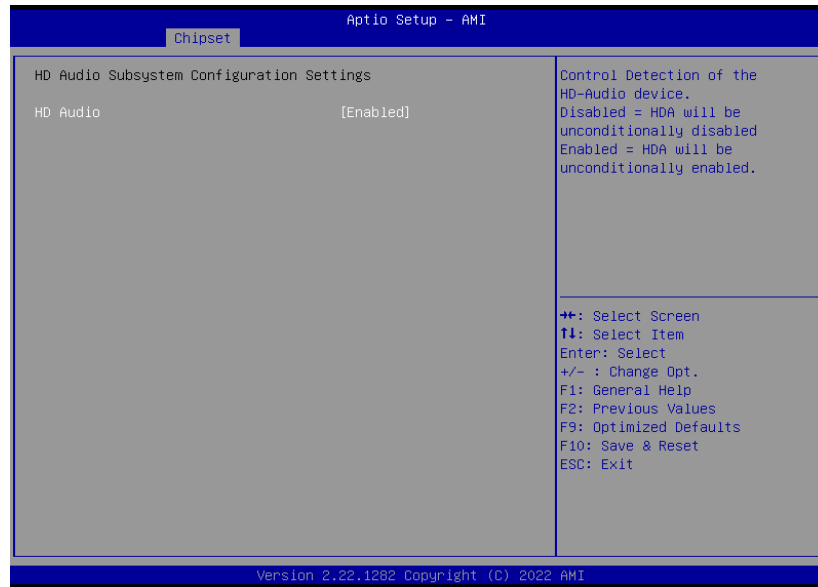 Aptio Setup – AMI
Chipset
HD Audio Subsystem Configuration Settings
HD Audio [Enabled]
Control Detection of the
HD-Audio device.
Disabled = HDA will be
unconditionally disabled
Enabled = HDA will be
unconditionally enabled.
→←: Select Screen
↑↓: Select Item
Enter: Select
+/- : Change Opt.
F1: General Help
F2: Previous Values
F9: Optimized Defaults
F10: Save & Reset
ESC: Exit
Version 2.22.1282 Copyright (C) 2022 AMI